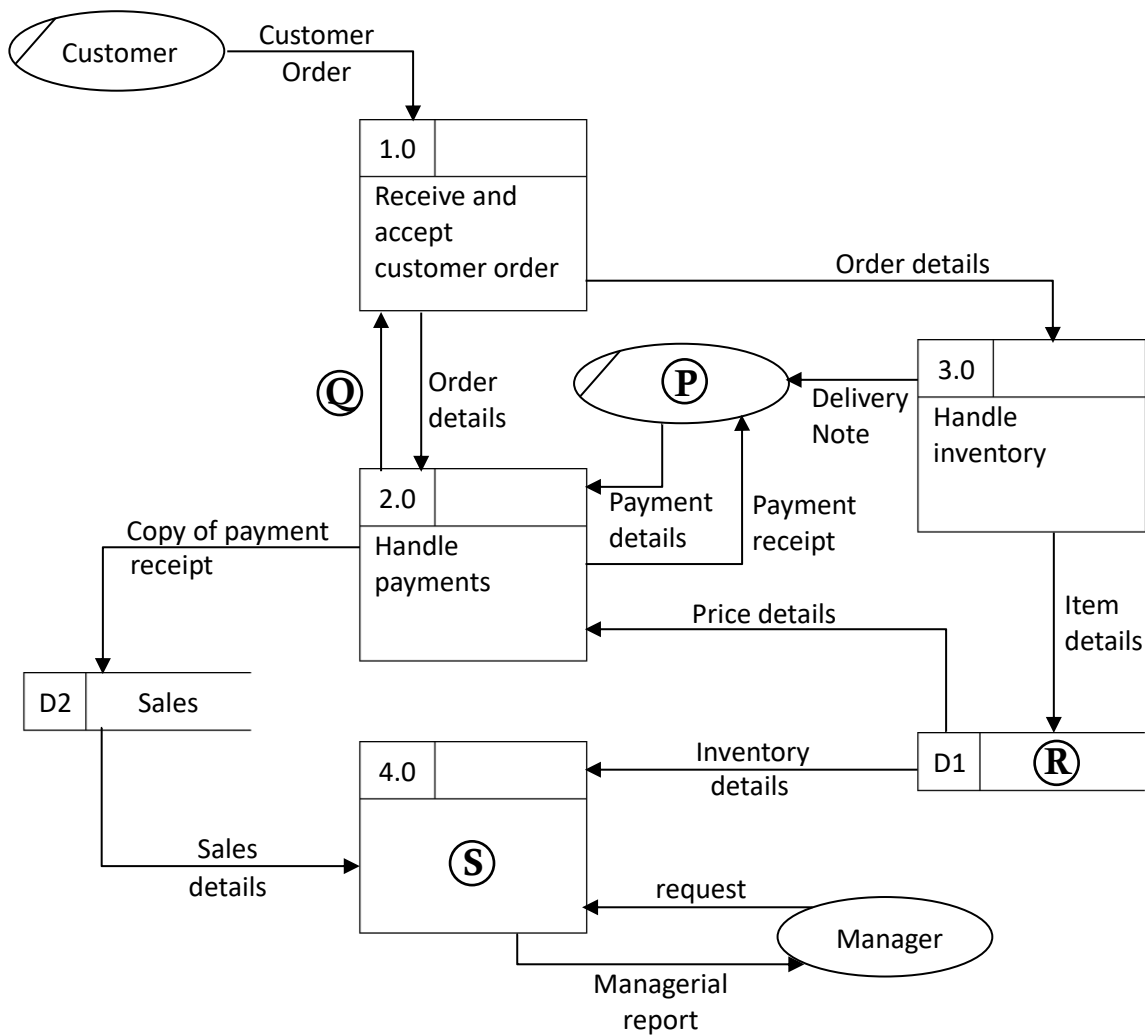 Customer
Customer
Order
1.0
Receive and
accept
customer order
Order details
Q
Order
details
P
Delivery
Note
3.0
Handle
inventory
2.0
Handle
payments
Payment
details
Payment
receipt
Copy of payment
receipt
Price details
Item
details
D2
Sales
4.0
S
Inventory
details
D1
R
Sales
details
request
Manager
Managerial
report